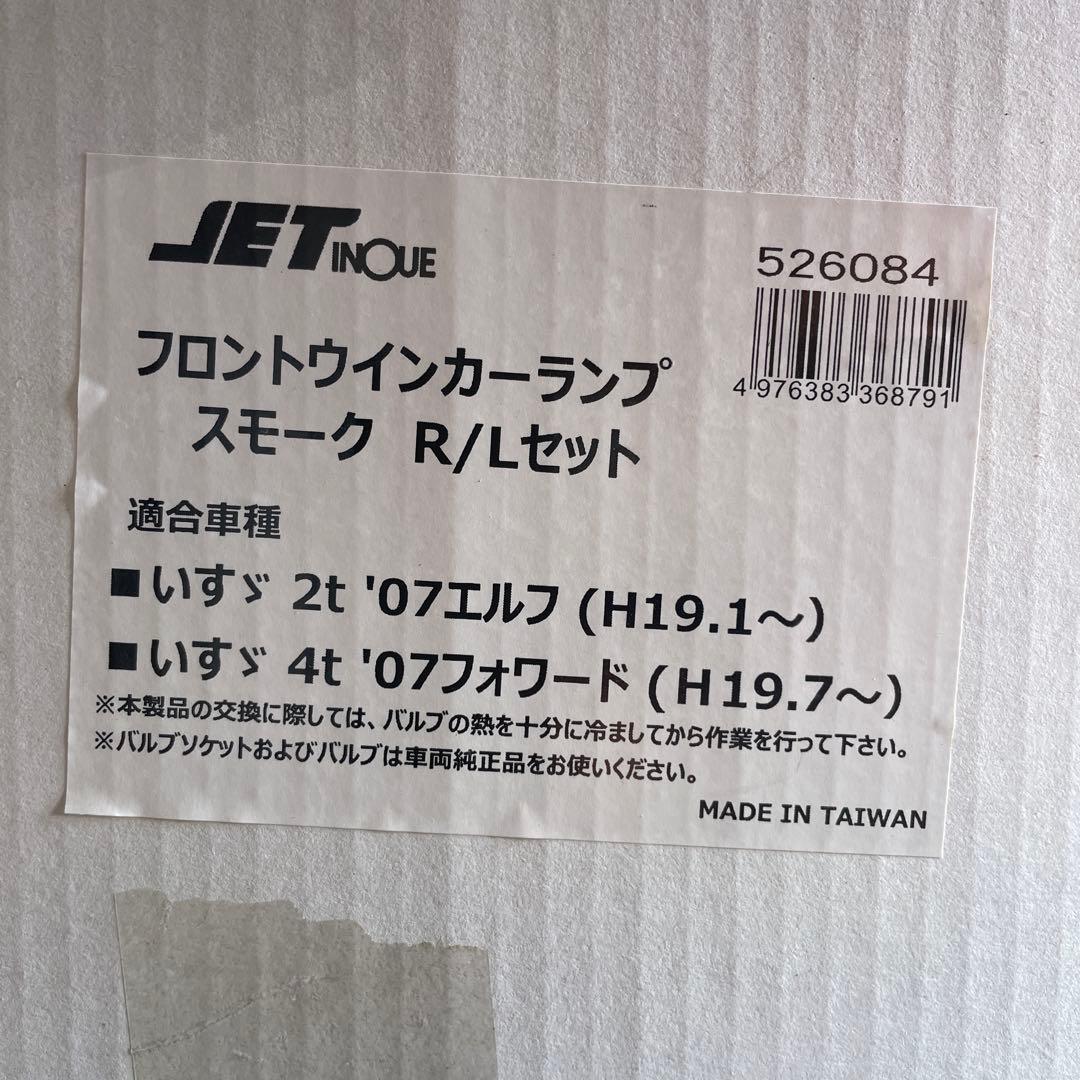 JET INOUE
526084
4 976383 368791
フロントウインカーランプ
スモーク R/Lセット
適合車種
■いすゞ 2t '07エルフ (H19.1～)
■いすゞ 4t '07フォワード (H19.7～)
※本製品の交換に際しては、バルブの熱を十分に冷ましてから作業を行って下さい。
※バルブソケットおよびバルブは車両純正品をお使いください。
MADE IN TAIWAN